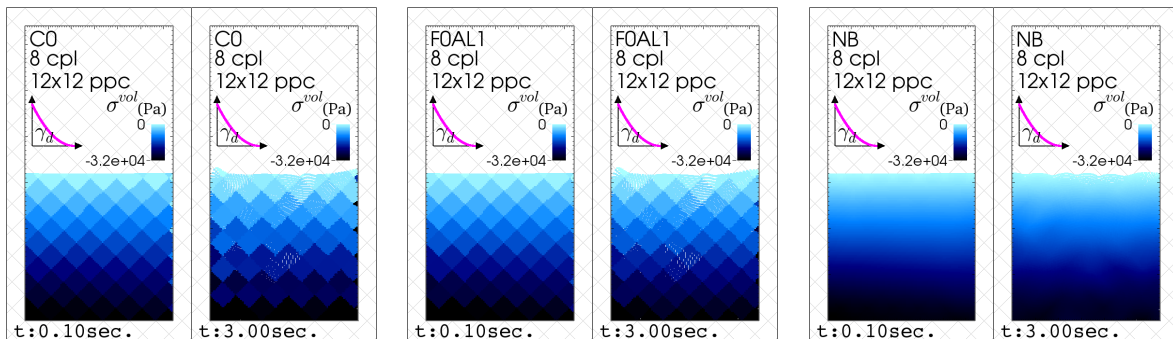 C0
8 cpl
12x12 ppc
σ^vol (Pa)
0
γ_d
-3.2e+04
t:0.10sec.
C0
8 cpl
12x12 ppc
σ^vol (Pa)
0
γ_d
-3.2e+04
t:3.00sec.
F0AL1
8 cpl
12x12 ppc
σ^vol (Pa)
0
γ_d
-3.2e+04
t:0.10sec.
F0AL1
8 cpl
12x12 ppc
σ^vol (Pa)
0
γ_d
-3.2e+04
t:3.00sec.
NB
8 cpl
12x12 ppc
σ^vol (Pa)
0
γ_d
-3.2e+04
t:0.10sec.
NB
8 cpl
12x12 ppc
σ^vol (Pa)
0
γ_d
-3.2e+04
t:3.00sec.